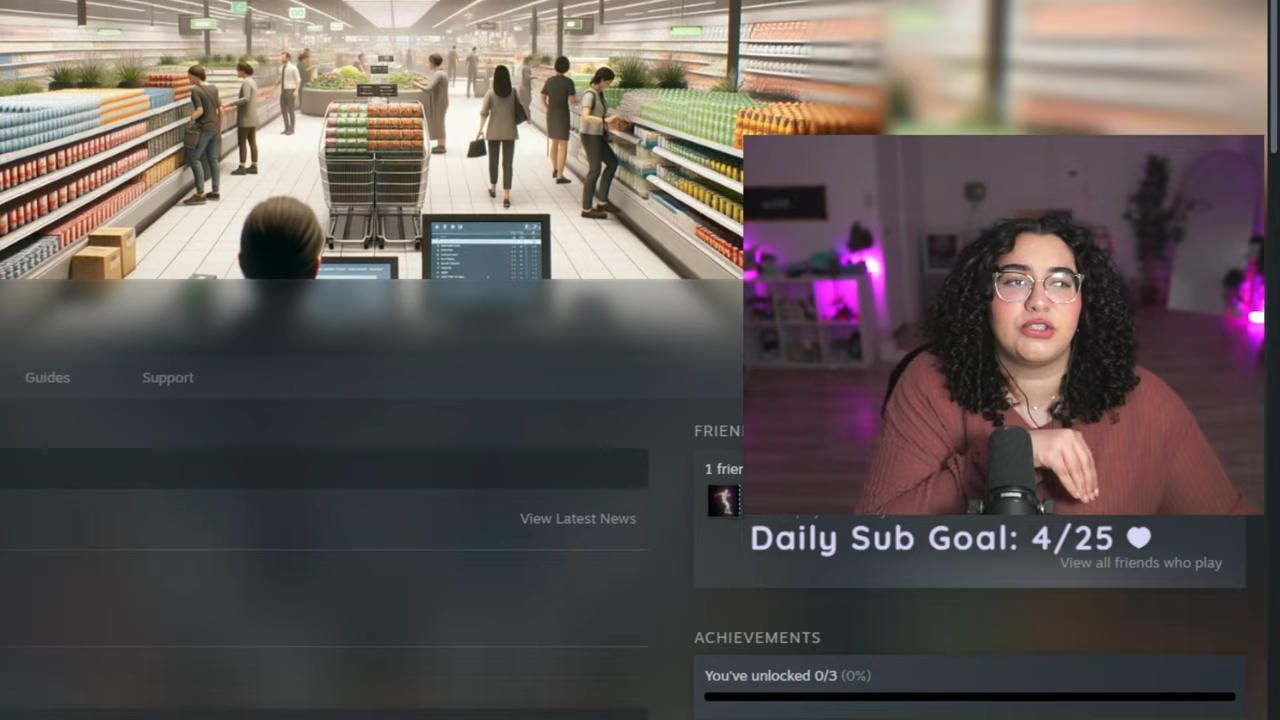 Guides
Support
FRIEN
1 frier
View Latest News
Daily Sub Goal: 4/25
View all friends who play
ACHIEVEMENTS
You've unlocked 0/3 (0%)